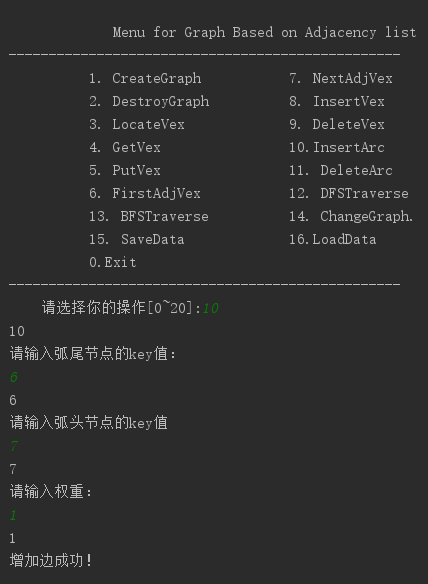 Menu for Graph Based on Adjacency list
-------------------------------------------------
1. CreateGraph 7. NextAdjVex
2. DestroyGraph 8. InsertVex
3. LocateVex 9. DeleteVex
4. GetVex 10.InsertArc
5. PutVex 11. DeleteArc
6. FirstAdjVex 12. DFSTraverse
13. BFSTraverse 14. ChangeGraph.
15. SaveData 16.LoadData
0.Exit
-------------------------------------------------
请选择你的操作[0~20]:10
10
请输入弧尾节点的key值:
6
6
请输入弧头节点的key值
7
7
请输入权重:
1
1
增加边成功!